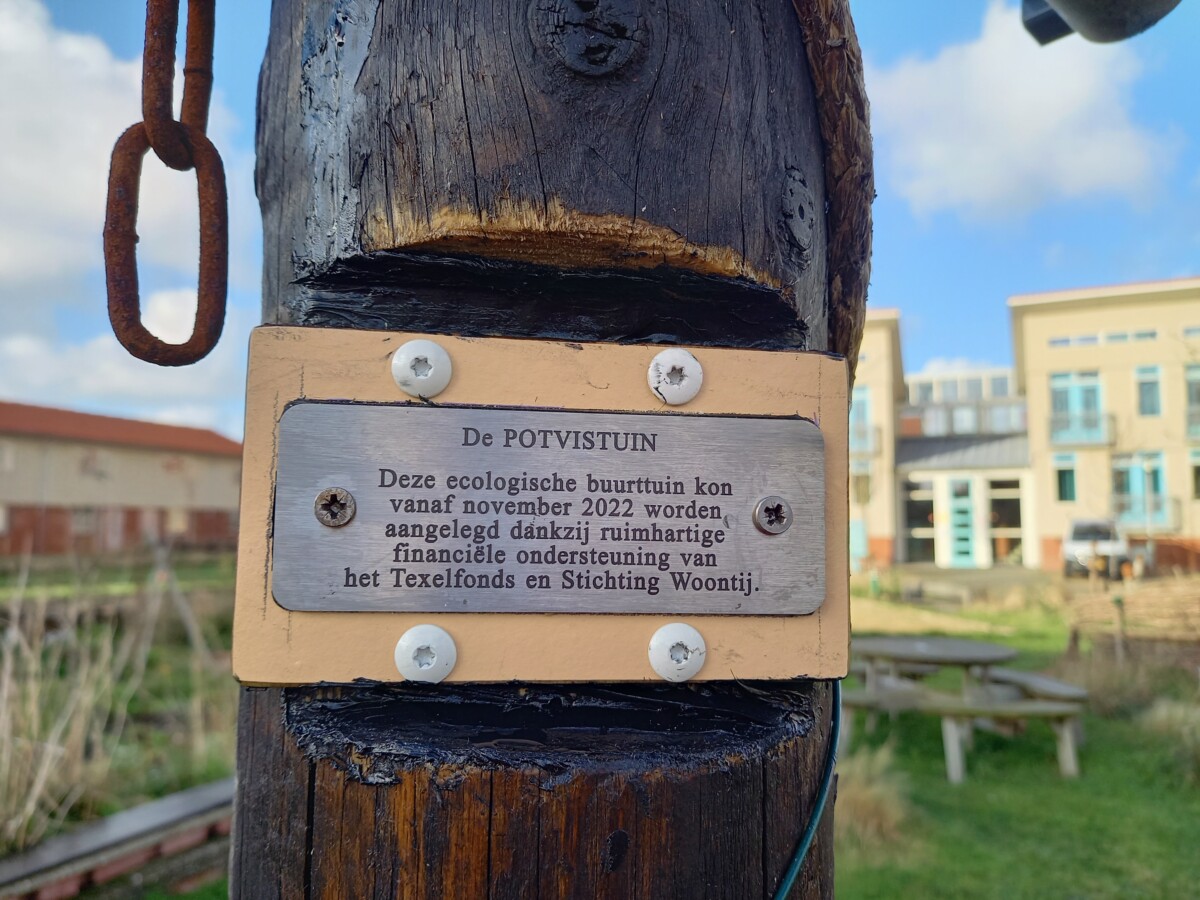 De POTVISTUIN
Deze ecologische buurttuin kon
vanaf november 2022 worden
aangelegd dankzij ruimhartige
financiële ondersteuning van
het Texelfonds en Stichting Woontij.